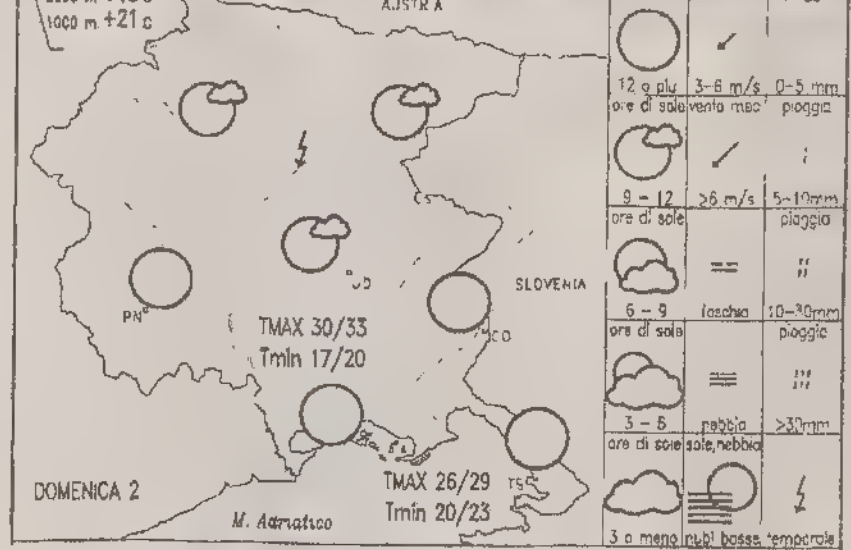 1000 m. +21 c
AUSTRIA
PN
UD
SLOVENIA
TMAX 30/33
Tmin 17/20
GO
DOMENICA 2
M. Adriatico
TMAX 26/29
Tmin 20/23
TS
12 o piu' 3-6 m/s 0-5 mm
ore di sole vento mod pioggia
9 - 12 >6 m/s 5-10mm
ore di sole pioggia
6 - 9 foschia 10-30mm
ore di sole pioggia
3 - 6 nebbia >30mm
ore di sole sole,nebbia
3 o meno nubi basse temporale